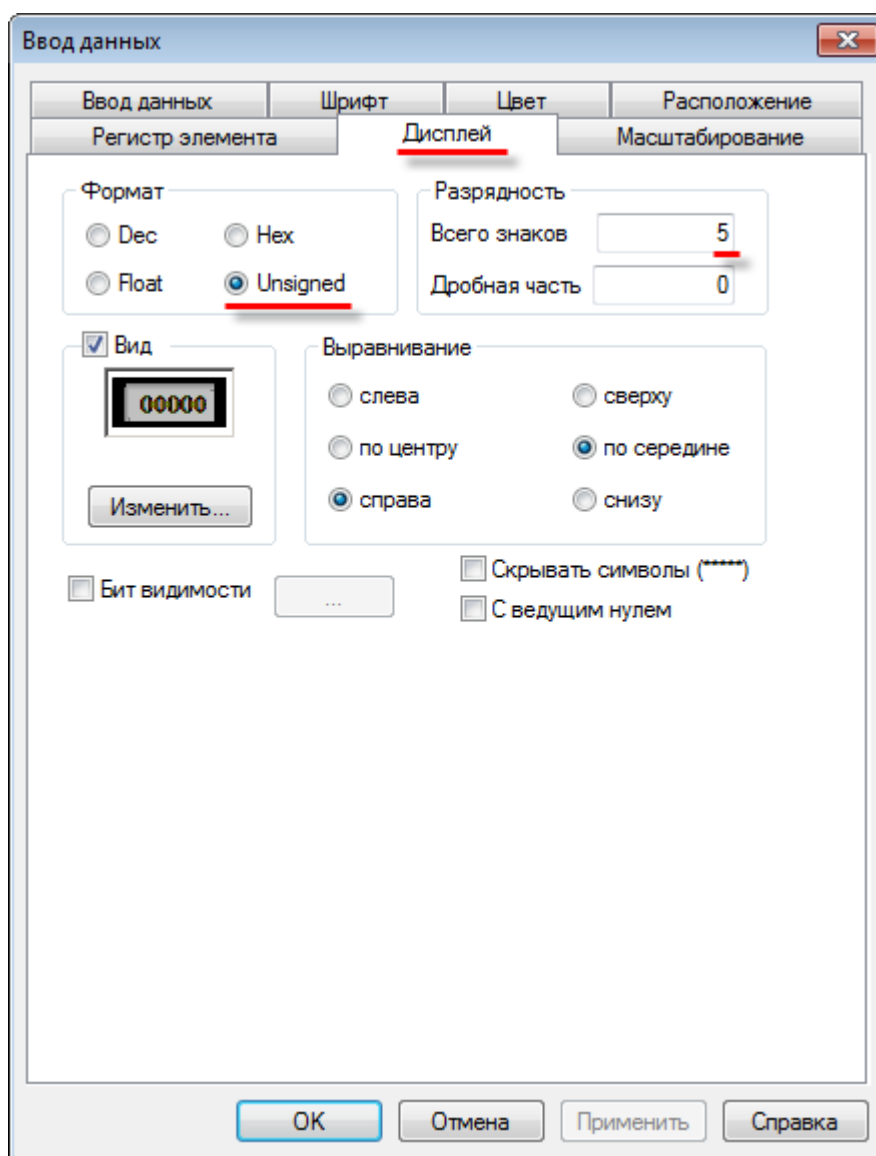 Ввод данных
Ввод данных Шрифт Цвет Расположение
Регистр элемента Дисплей Масштабирование
Формат Разрядность
Dec Hex Всего знаков 5
Float Unsigned Дробная часть 0
Вид Выравнивание
00000 слева сверху
по центру по середине
Изменить... справа снизу
Скрывать символы (*****)
Бит видимости ...
С ведущим нулем
OK Отмена Применить Справка